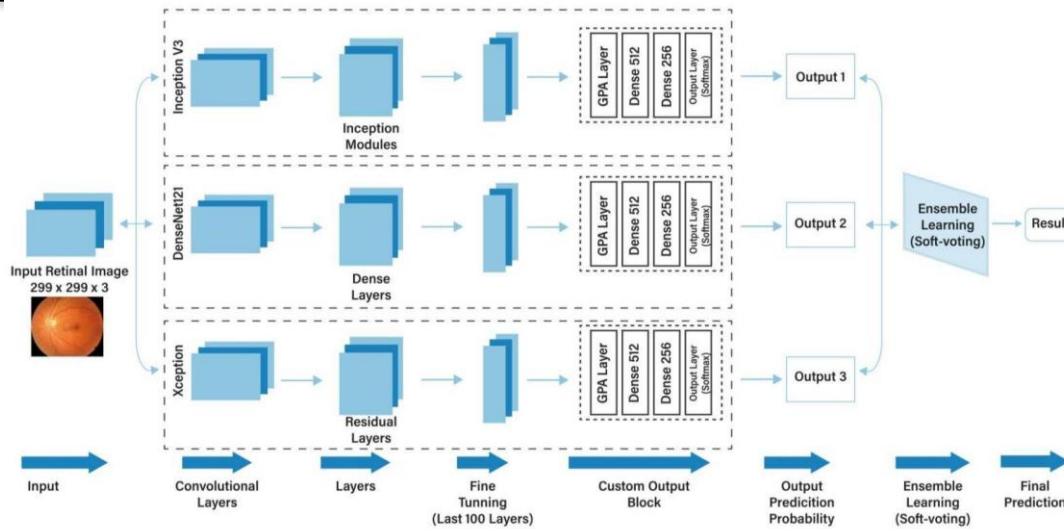 Inception V3
Inception
Modules
GPA Layer
Dense 512
Dense 256
Output Layer
(Softmax)
Output 1
DenseNet121
Dense
Layers
GPA Layer
Dense 512
Dense 256
Output Layer
(Softmax)
Output 2
Input Retinal Image
299 x 299 x 3
Xception
Residual
Layers
GPA Layer
Dense 512
Dense 256
Output Layer
(Softmax)
Output 3
Ensemble
Learning
(Soft-voting)
Result
Input
Convolutional
Layers
Layers
Fine
Tunning
(Last 100 Layers)
Custom Output
Block
Output
Predicition
Probability
Ensemble
Learning
(Soft-voting)
Final
Prediction